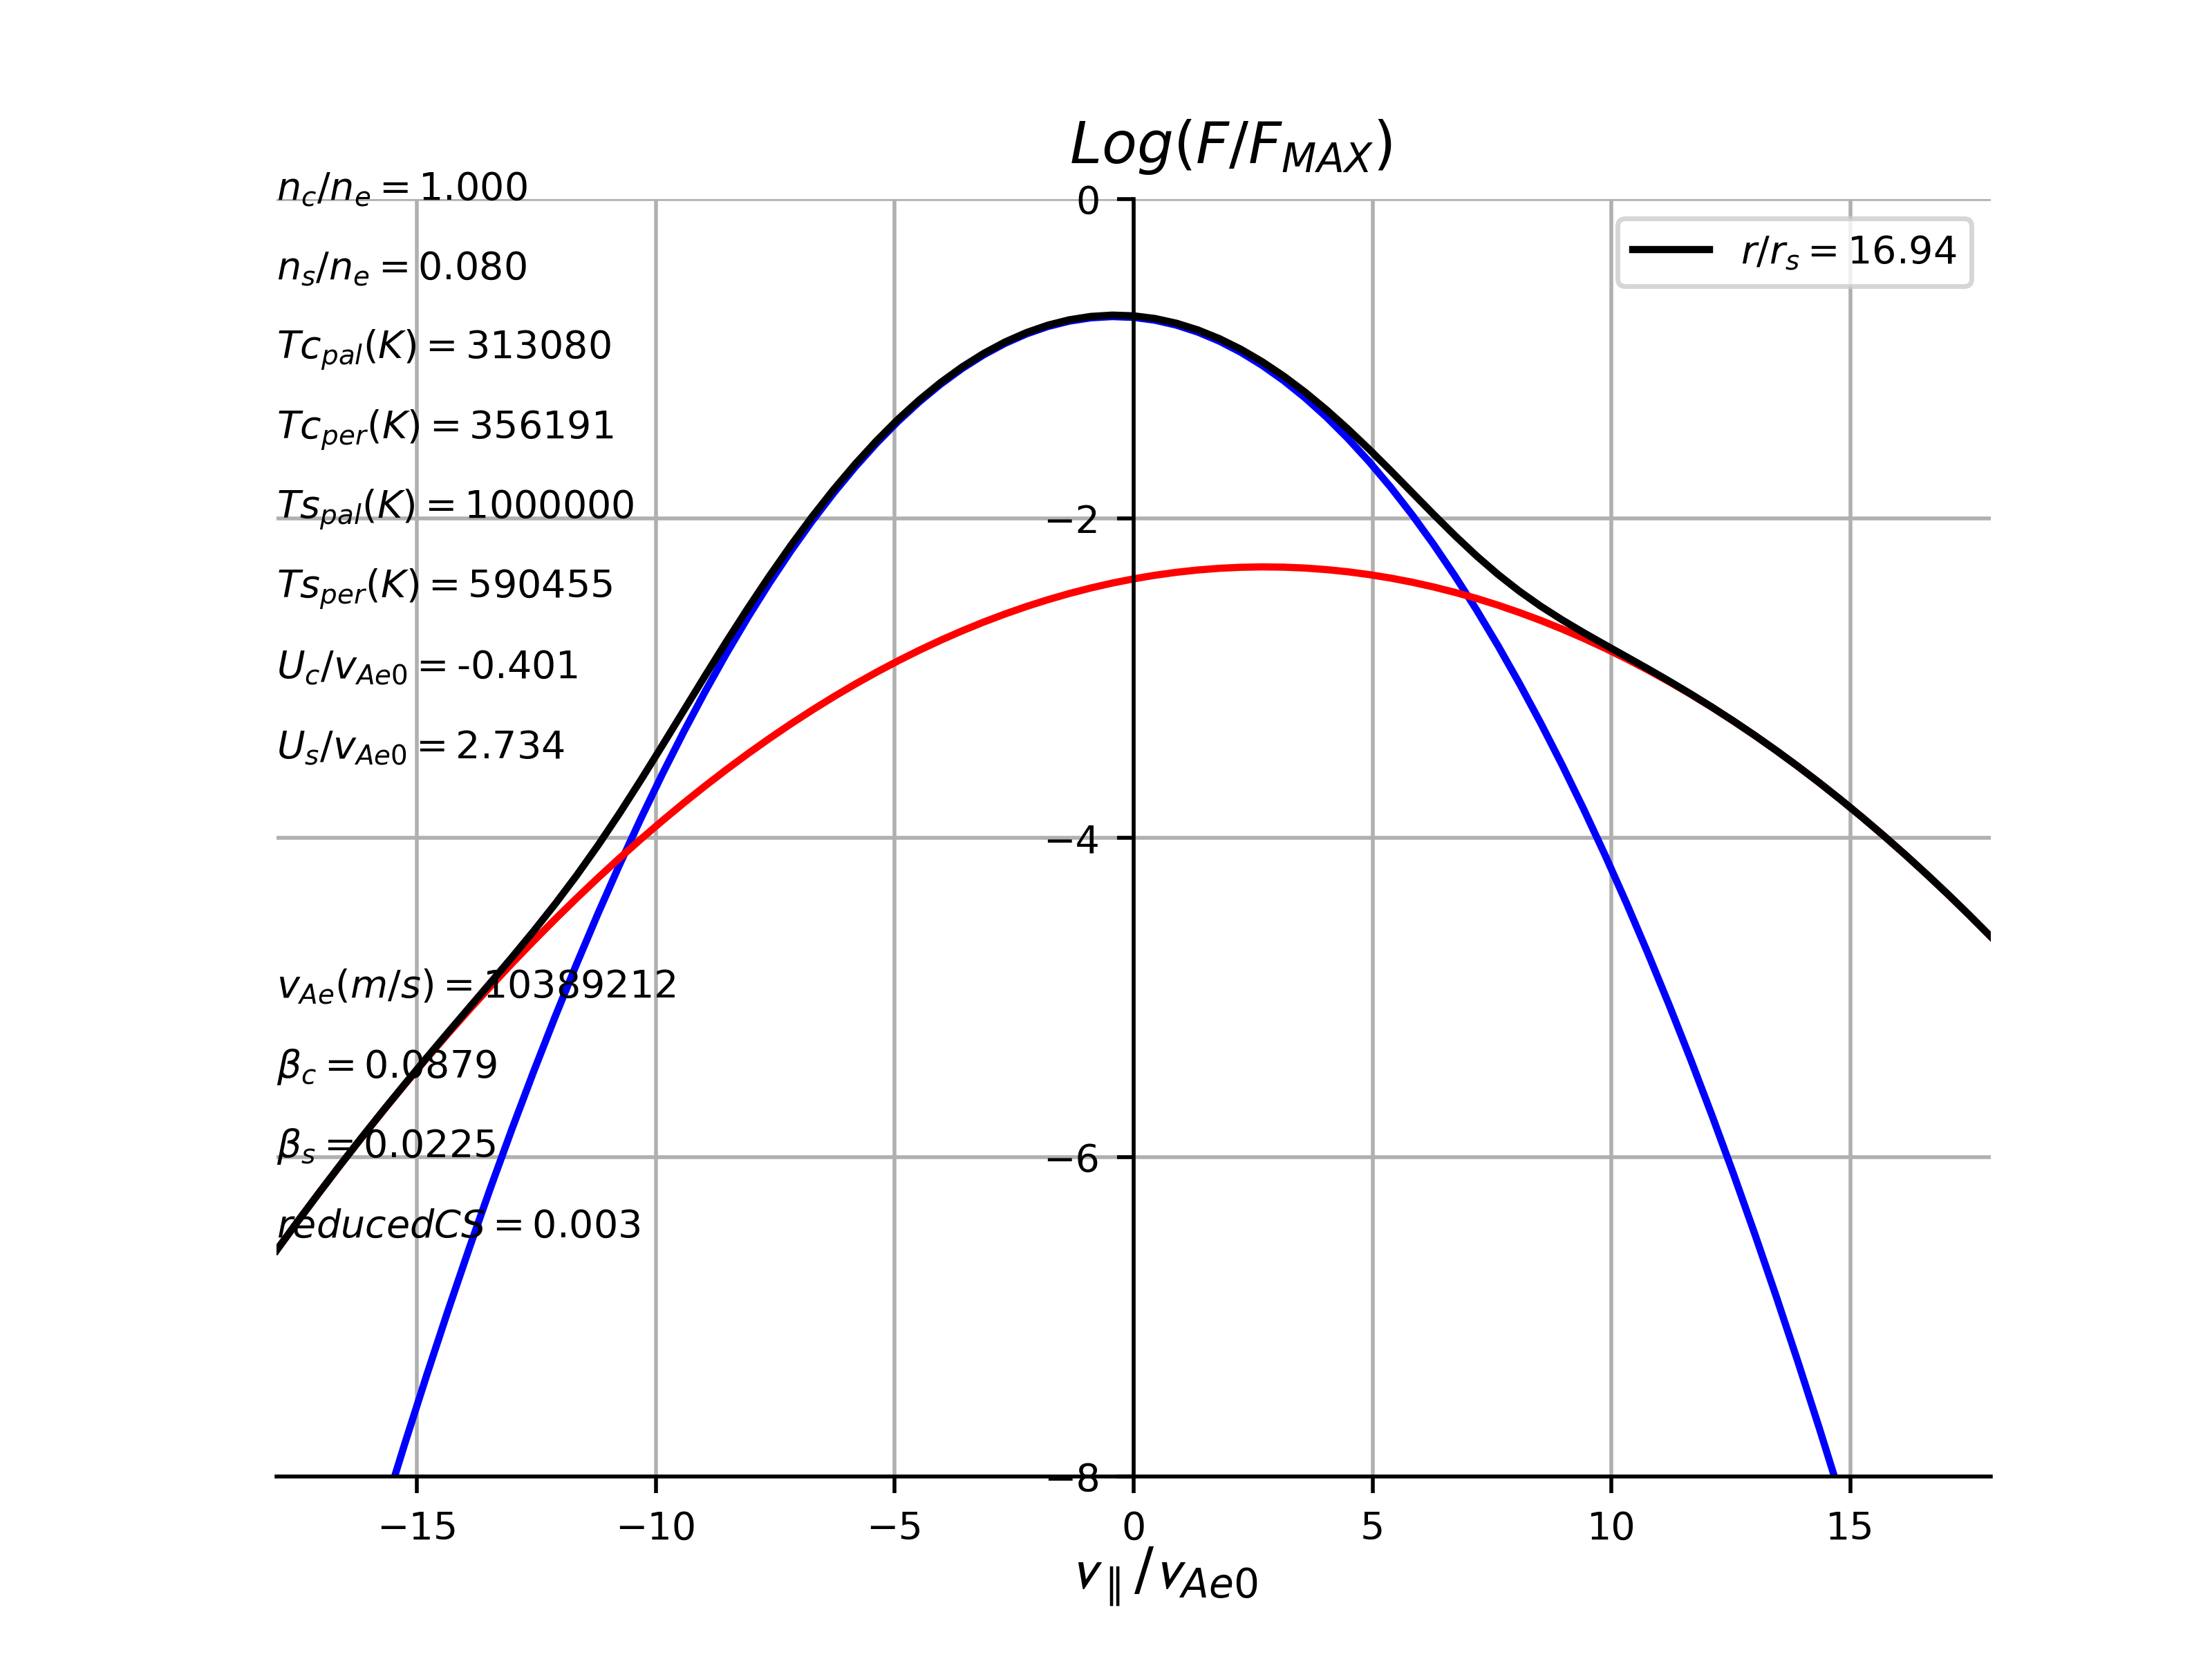 Log(F/F_MAX)
n_c/n_e = 1.000
n_s/n_e = 0.080
Tc_pal(K) = 313080
Tc_per(K) = 356191
Ts_pal(K) = 1000000
Ts_per(K) = 590455
U_c/v_Ae0 = -0.401
U_s/v_Ae0 = 2.734
v_Ae(m/s) = 10389212
β_c = 0.0879
β_s = 0.0225
reducedCS = 0.003
r/r_s = 16.94
0
−2
−4
−6
−8
−15 −10 −5 0 5 10 15
v_∥/v_Ae0